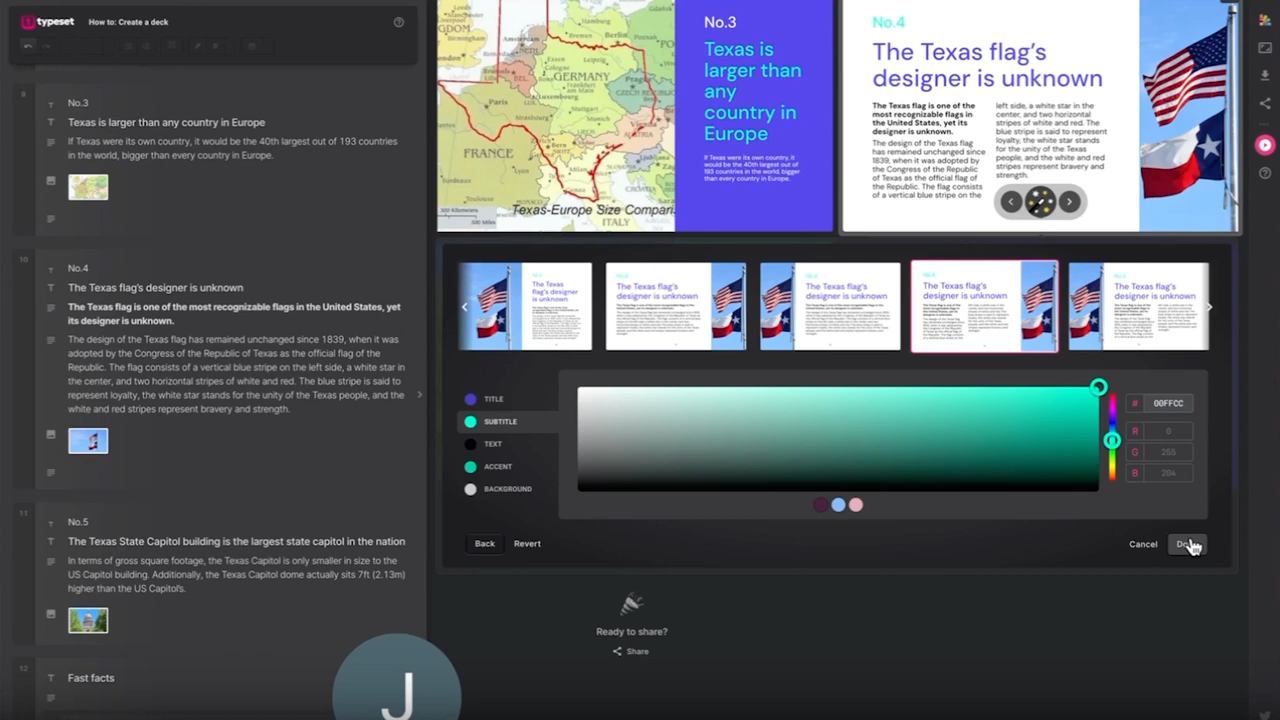 typeset
How to: Create a deck
9
No.3
Texas is larger than any country in Europe
If Texas were its own country, it would be the 40th largest out of 193 countries
in the world, bigger than every country in Europe.
10
No.4
The Texas flag's designer is unknown
The Texas flag is one of the most recognizable flags in the United States, yet
its designer is unknown.
The design of the Texas flag has remained unchanged since 1839, when it was
adopted by the Congress of the Republic of Texas as the official flag of the
Republic. The flag consists of a vertical blue stripe on the left side, a white star in
the center, and two horizontal stripes of white and red. The blue stripe is said to
represent loyalty, the white star stands for the unity of the Texas people, and the
white and red stripes represent bravery and strength.
11
No.5
The Texas State Capitol building is the largest state capitol in the nation
In terms of gross square footage, the Texas Capitol is only smaller in size to the
US Capitol building. Additionally, the Texas Capitol dome actually sits 7ft (2.13m)
higher than the US Capitol's.
12
Fast facts
J
Hamburg
Bremen
Berlin
GERMANY
Paris
FRANCE
Texas-Europe Size Compari
ITALY
No.3
Texas is
larger than
any
country in
Europe
If Texas were its own country, it
would be the 40th largest out of
193 countries in the world, bigger
than every country in Europe.
No.4
The Texas flag's
designer is unknown
The Texas flag is one of the
most recognizable flags in
the United States, yet its
designer is unknown.
The design of the Texas flag
has remained unchanged since
1839, when it was adopted by
the Congress of the Republic
of Texas as the official flag of
the Republic. The flag consists
of a vertical blue stripe on the
left side, a white star in the
center, and two horizontal
stripes of white and red. The
blue stripe is said to represent
loyalty, the white star stands
for the unity of the Texas
people, and the white and red
stripes represent bravery and
strength.
The Texas
flag's designer
is unknown
The Texas flag's
designer is unknown
The Texas flag's
designer is unknown
The Texas flag's
designer is unknown
The Texas flag's
designer is unknown
TITLE
SUBTITLE
TEXT
ACCENT
BACKGROUND
# 00FFCC
R 0
G 255
B 204
Back
Revert
Cancel
Ready to share?
Share